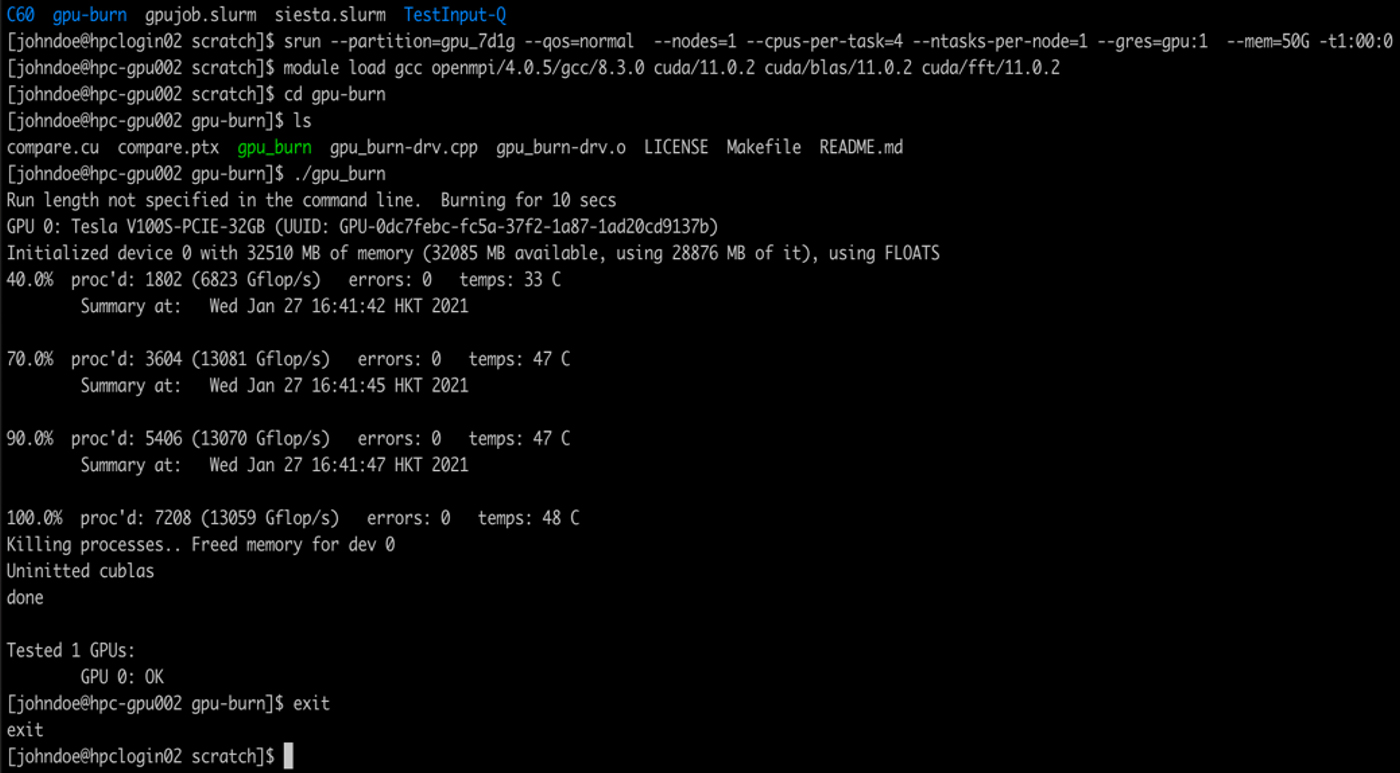 C60  gpu-burn  gpujob.slurm  siesta.slurm  TestInput-Q
[johndoe@hpclogin02 scratch]$ srun --partition=gpu_7d1g --qos=normal  --nodes=1 --cpus-per-task=4 --ntasks-per-node=1 --gres=gpu:1  --mem=50G -t1:00:0
[johndoe@hpc-gpu002 scratch]$ module load gcc openmpi/4.0.5/gcc/8.3.0 cuda/11.0.2 cuda/blas/11.0.2 cuda/fft/11.0.2
[johndoe@hpc-gpu002 scratch]$ cd gpu-burn
[johndoe@hpc-gpu002 gpu-burn]$ ls
compare.cu  compare.ptx  gpu_burn  gpu_burn-drv.cpp  gpu_burn-drv.o  LICENSE  Makefile  README.md
[johndoe@hpc-gpu002 gpu-burn]$ ./gpu_burn
Run length not specified in the command line.  Burning for 10 secs
GPU 0: Tesla V100S-PCIE-32GB (UUID: GPU-0dc7febc-fc5a-37f2-1a87-1ad20cd9137b)
Initialized device 0 with 32510 MB of memory (32085 MB available, using 28876 MB of it), using FLOATS
40.0%  proc'd: 1802 (6823 Gflop/s)   errors: 0   temps: 33 C
        Summary at:   Wed Jan 27 16:41:42 HKT 2021
70.0%  proc'd: 3604 (13081 Gflop/s)   errors: 0   temps: 47 C
        Summary at:   Wed Jan 27 16:41:45 HKT 2021
90.0%  proc'd: 5406 (13070 Gflop/s)   errors: 0   temps: 47 C
        Summary at:   Wed Jan 27 16:41:47 HKT 2021
100.0%  proc'd: 7208 (13059 Gflop/s)   errors: 0   temps: 48 C
Killing processes.. Freed memory for dev 0
Uninitted cublas
done
Tested 1 GPUs:
        GPU 0: OK
[johndoe@hpc-gpu002 gpu-burn]$ exit
exit
[johndoe@hpclogin02 scratch]$